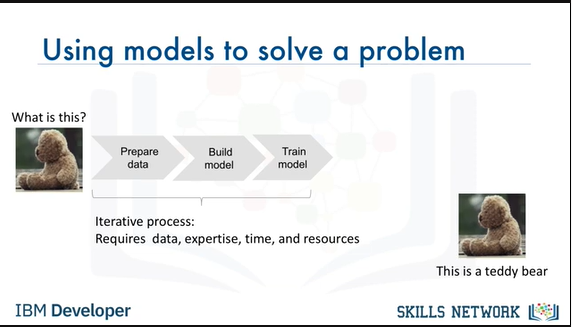 Using models to solve a problem
What is this?
Prepare
data
Build
model
Train
model
Iterative process:
Requires data, expertise, time, and resources
This is a teddy bear
IBM Developer
SKILLS NETWORK